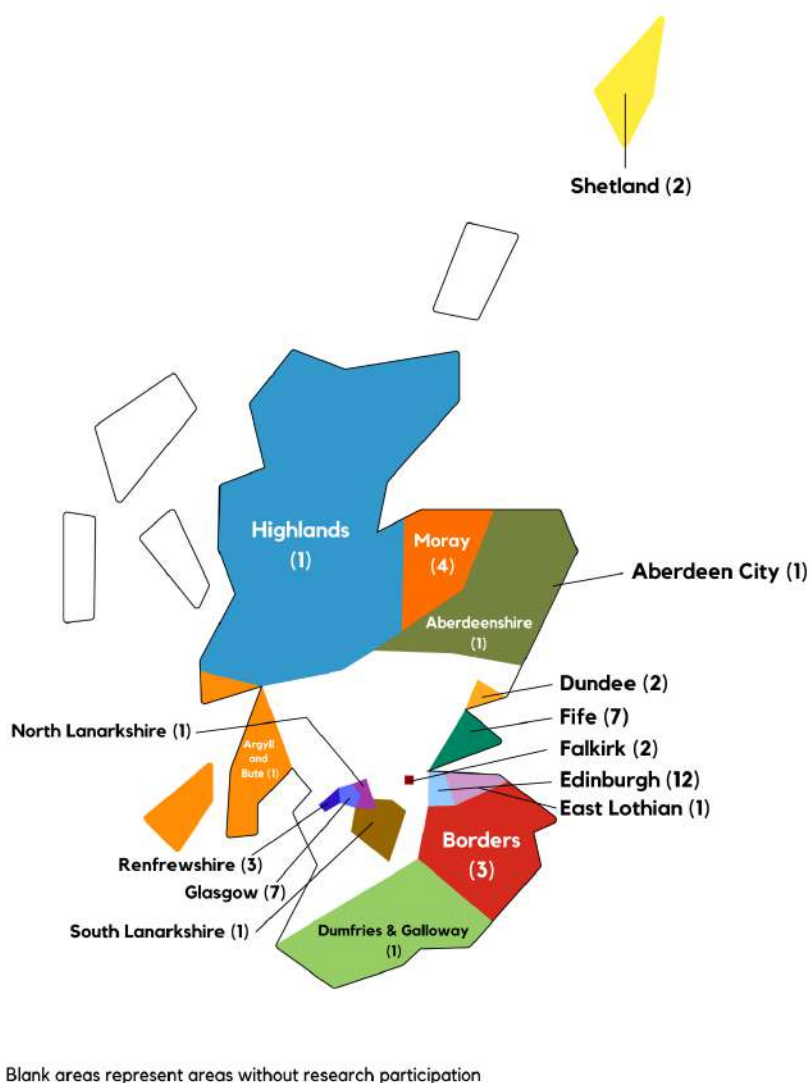 Shetland (2)
Highlands
(1)
Moray
(4)
Aberdeen City (1)
Aberdeenshire
(1)
Dundee (2)
Fife (7)
North Lanarkshire (1)
Argyll
and
Bute (1)
Falkirk (2)
Edinburgh (12)
East Lothian (1)
Borders
(3)
Renfrewshire (3)
Glasgow (7)
South Lanarkshire (1)
Dumfries & Galloway
(1)
Blank areas represent areas without research participation